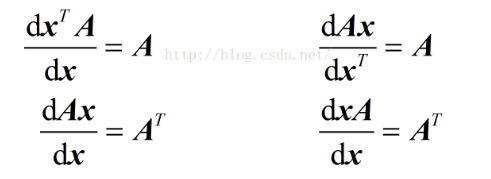 dx^T A / dx = A    dAx / dx^T = A
http://blog.csdn.net/
dAx / dx = A^T    dxA / dx = A^T